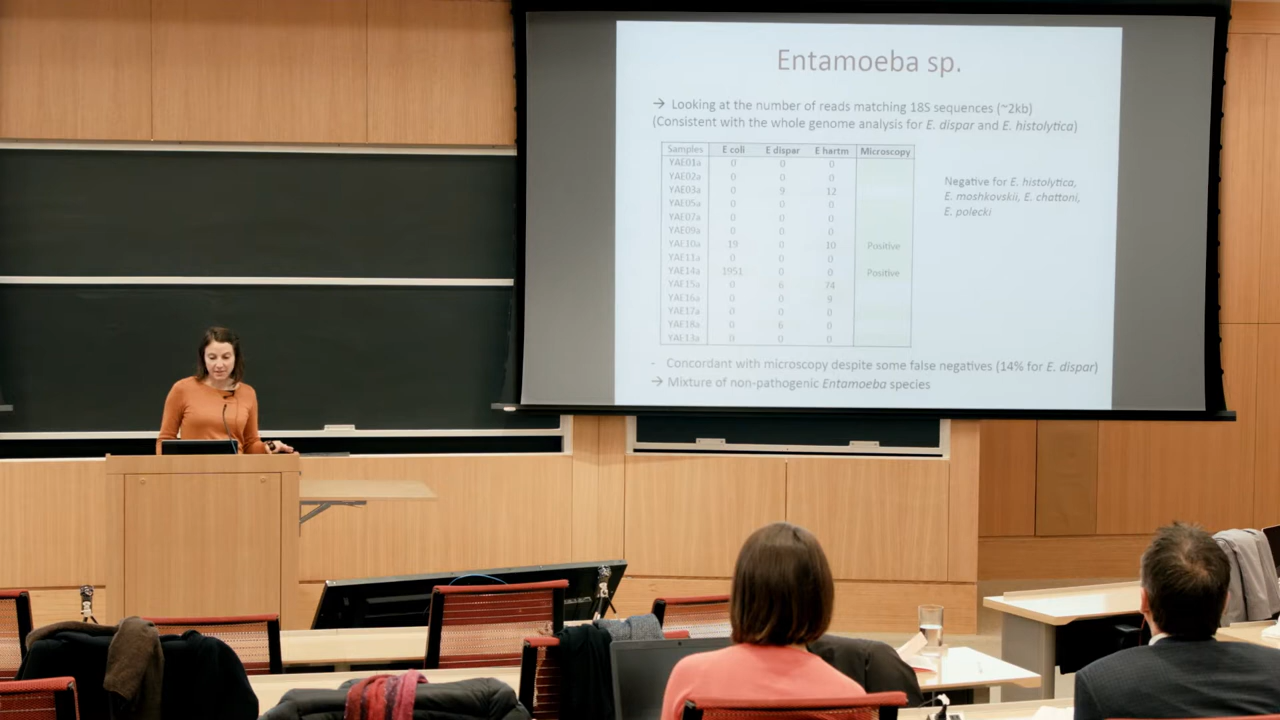 Entamoeba sp.
→ Looking at the number of reads matching 18S sequences (~2kb)
(Consistent with the whole genome analysis for E. dispar and E. histolytica)
Samples E coli E dispar E hartm Microscopy
YAE01a 0 0 0
YAE02a 0 0 0
YAE03a 0 9 12
YAE05a 0 0 0
YAE07a 0 0 0
YAE09a 0 0 0
YAE10a 19 0 10 Positive
YAE11a 0 0 0
YAE14a 1951 0 0 Positive
YAE15a 0 6 74
YAE16a 0 0 9
YAE17a 0 0 0
YAE18a 0 6 0
YAE13a 0 0 0
Negative for E. histolytica,
E. moshkovskii, E. chattoni,
E. polecki
- Concordant with microscopy despite some false negatives (14% for E. dispar)
→ Mixture of non-pathogenic Entamoeba species